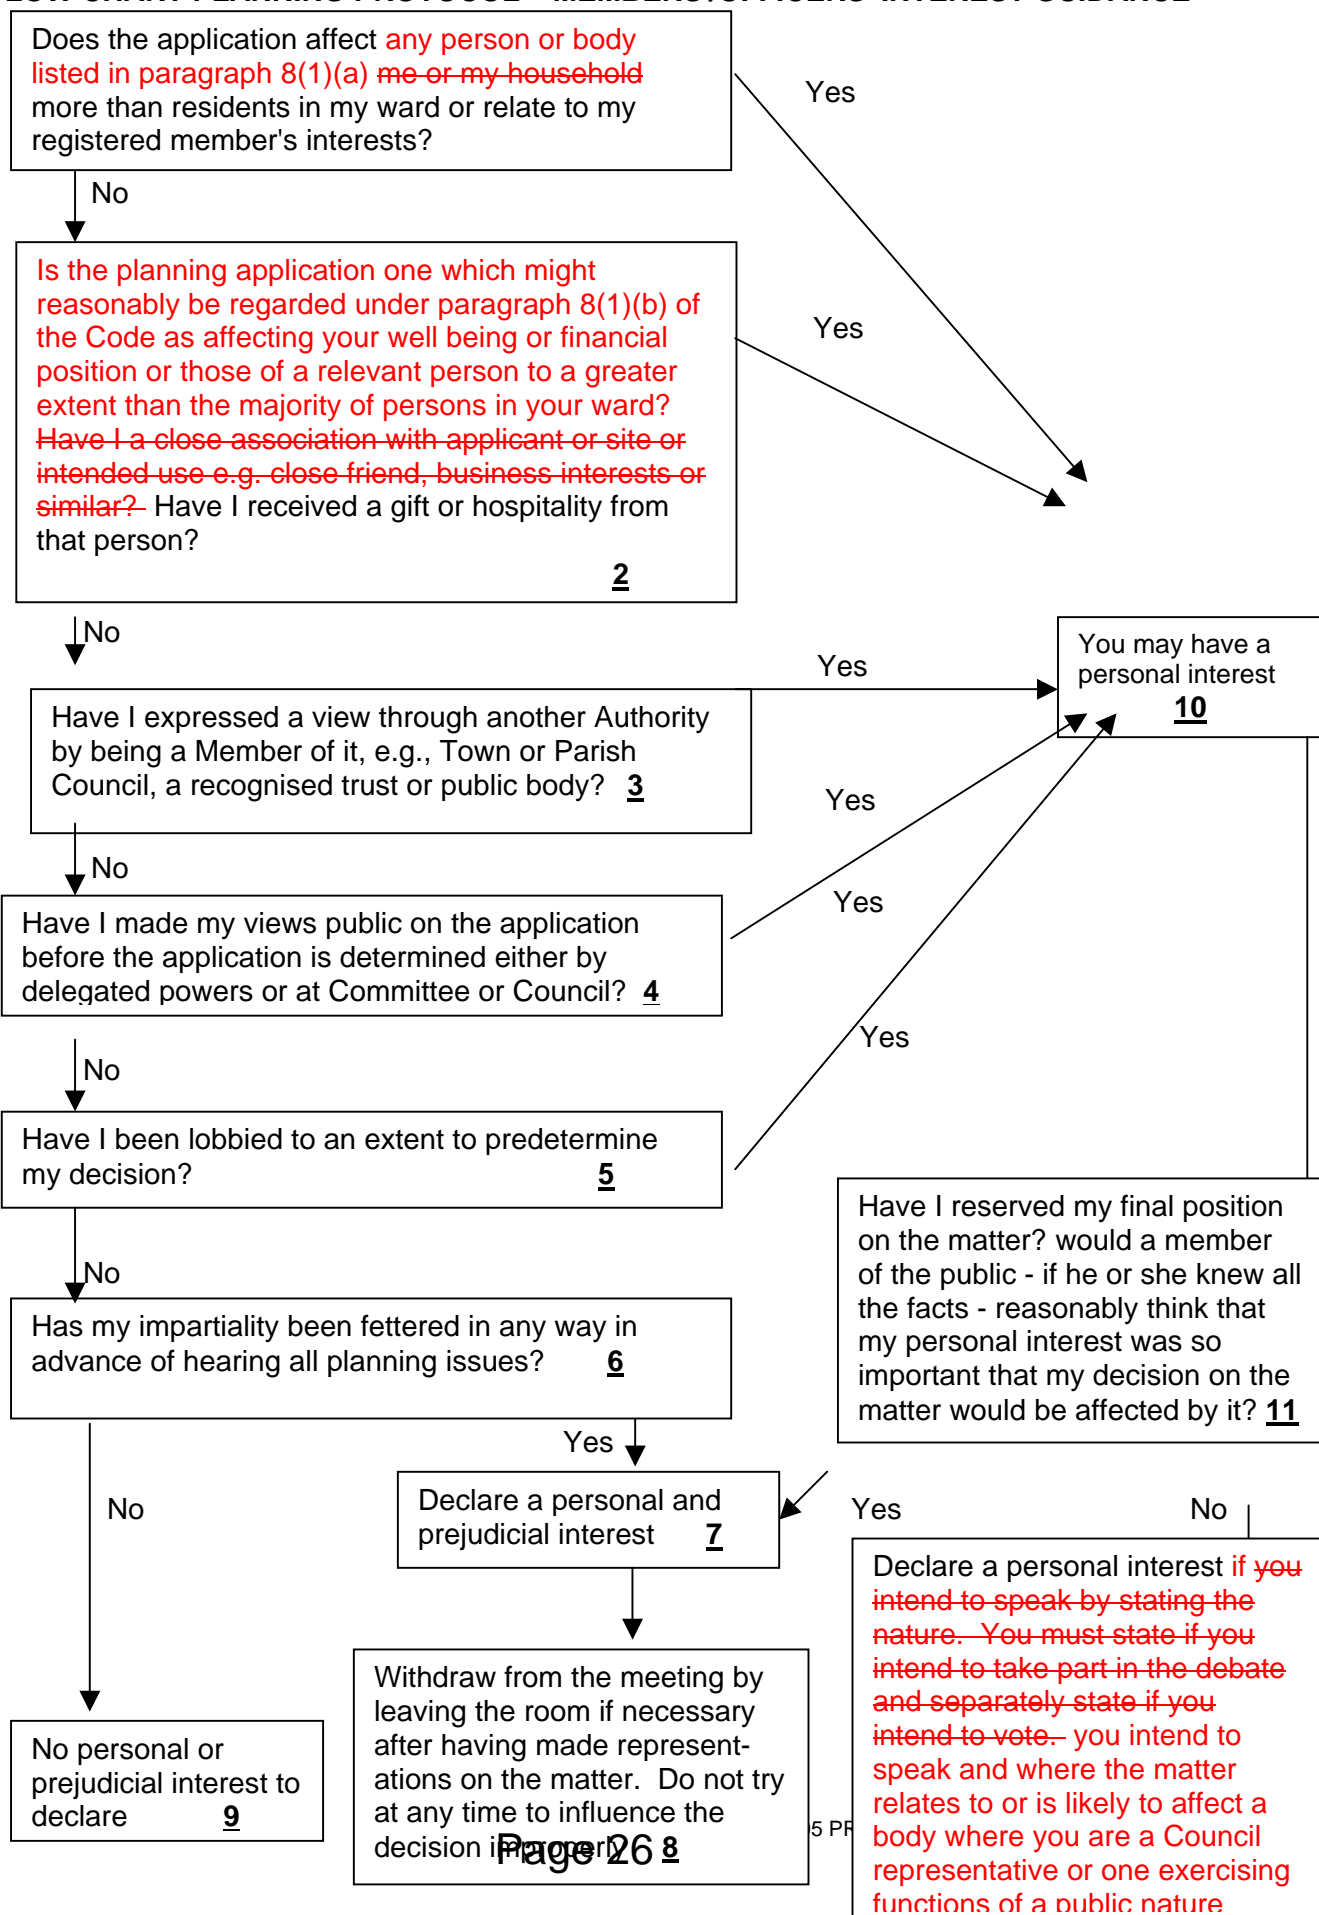 FLOW CHART PLANNING PROTOCOL – MEMBERS'/OFFICERS' INTEREST GUIDANCE
Does the application affect any person or body
listed in paragraph 8(1)(a) me or my household
more than residents in my ward or relate to my
registered member's interests?
Yes
No
Is the planning application one which might
reasonably be regarded under paragraph 8(1)(b) of
the Code as affecting your well being or financial
position or those of a relevant person to a greater
extent than the majority of persons in your ward?
Have I a close association with applicant or site or
intended use e.g. close friend, business interests or
similar? Have I received a gift or hospitality from
that person?
2
Yes
No
Have I expressed a view through another Authority
by being a Member of it, e.g., Town or Parish
Council, a recognised trust or public body? 3
Yes
You may have a
personal interest
10
Yes
No
Have I made my views public on the application
before the application is determined either by
delegated powers or at Committee or Council? 4
Yes
Yes
No
Have I been lobbied to an extent to predetermine
my decision? 5
No
Has my impartiality been fettered in any way in
advance of hearing all planning issues? 6
Have I reserved my final position
on the matter? would a member
of the public - if he or she knew all
the facts - reasonably think that
my personal interest was so
important that my decision on the
matter would be affected by it? 11
Yes
No
Declare a personal and
prejudicial interest 7
Yes
No
Withdraw from the meeting by
leaving the room if necessary
after having made represent-
ations on the matter. Do not try
at any time to influence the
decision improperly 8
No personal or
prejudicial interest to
declare 9
Declare a personal interest if you
intend to speak by stating the
nature. You must state if you
intend to take part in the debate
and separately state if you
intend to vote. you intend to
speak and where the matter
relates to or is likely to affect a
body where you are a Council
representative or one exercising
functions of a public nature
5 PR
Page 26